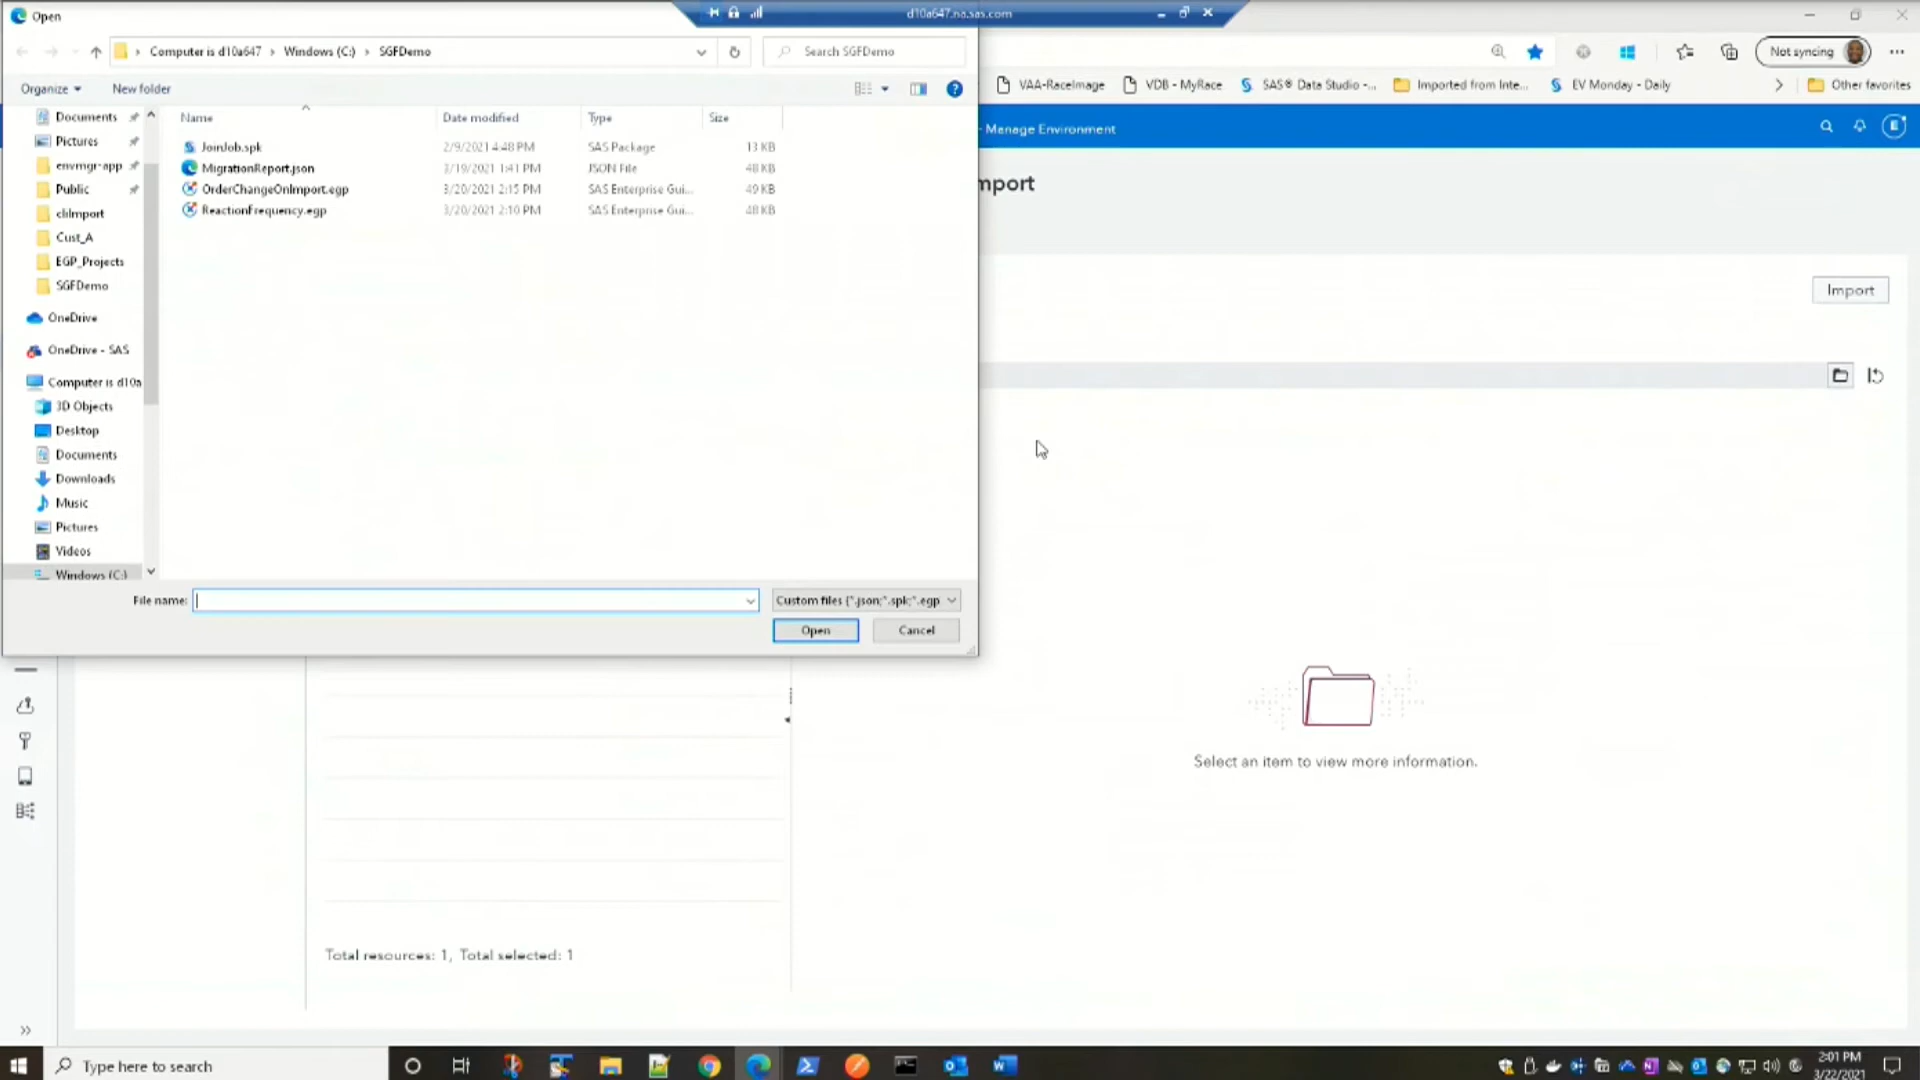 Open
d10a647.na.sas.com
Computer is d10a647 > Windows (C:) > SGFDemo
Search SGFDemo
Not syncing
Organize
New folder
VAA-RaceImage
VDB - MyRace
SAS® Data Studio -...
Imported from Inte...
EV Monday - Daily
Other favorites
- Manage Environment
Name
Date modified
Type
Size
Documents
Pictures
envmgr-app
Public
cliImport
Cust_A
EGP_Projects
SGFDemo
OneDrive
OneDrive - SAS
Computer is d10a
3D Objects
Desktop
Documents
Downloads
Music
Pictures
Videos
Windows (C:)
JoinJob.spk 2/9/2021 4:48 PM SAS Package 13 KB
MigrationReport.json 3/19/2021 1:41 PM JSON File 48 KB
OrderChangeOnImport.egp 3/20/2021 2:15 PM SAS Enterprise Gui... 49 KB
ReactionFrequency.egp 3/20/2021 2:10 PM SAS Enterprise Gui... 48 KB
mport
Import
File name:
Custom files (*.json;*.spk;*.egp
Open
Cancel
Select an item to view more information.
Total resources: 1, Total selected: 1
Type here to search
2:01 PM
3/22/2021